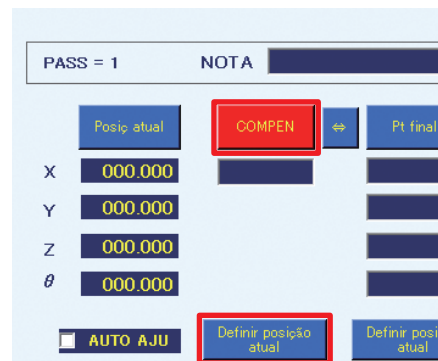 PASS = 1 NOTA
Posiç atual COMPEN ⇔ Pt final
X 000.000
Y 000.000
Z 000.000
θ 000.000
AUTO AJU
Definir posição
atual
Definir posi
atual